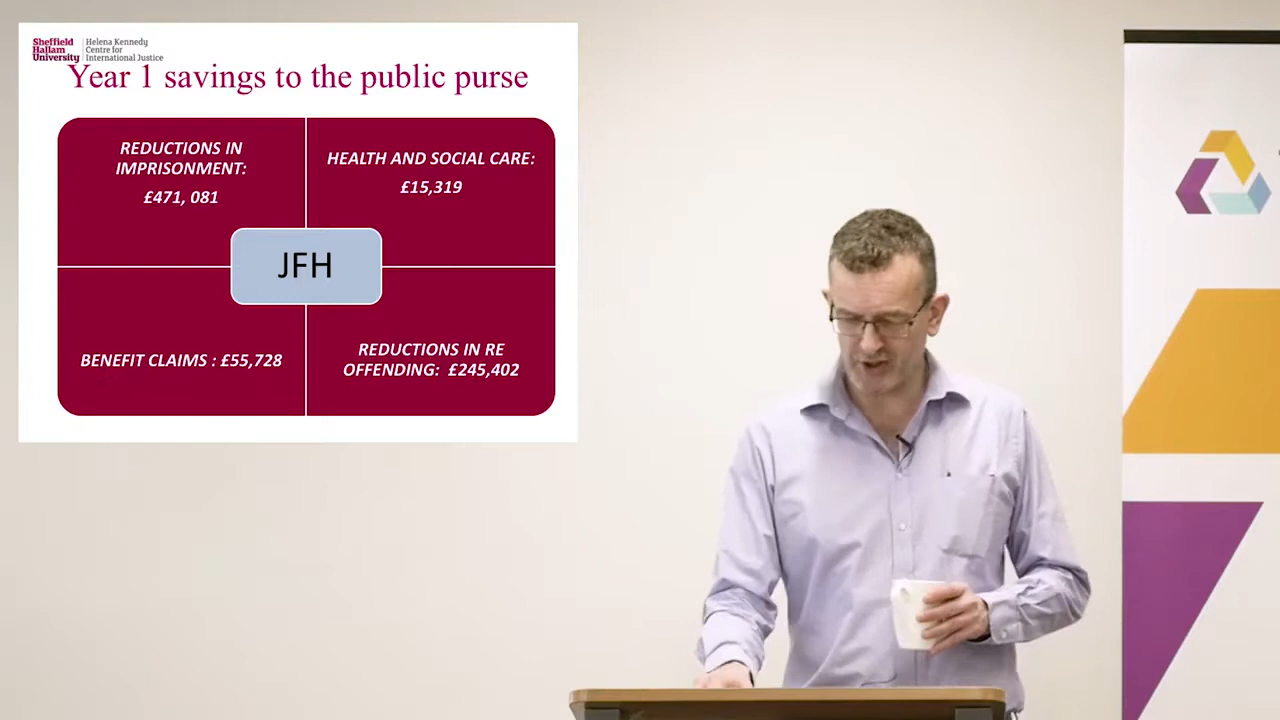 Sheffield
Hallam
University
Helena Kennedy
Centre for
International Justice
Year 1 savings to the public purse
REDUCTIONS IN
IMPRISONMENT:
£471, 081
HEALTH AND SOCIAL CARE:
£15,319
JFH
BENEFIT CLAIMS : £55,728
REDUCTIONS IN RE
OFFENDING:  £245,402